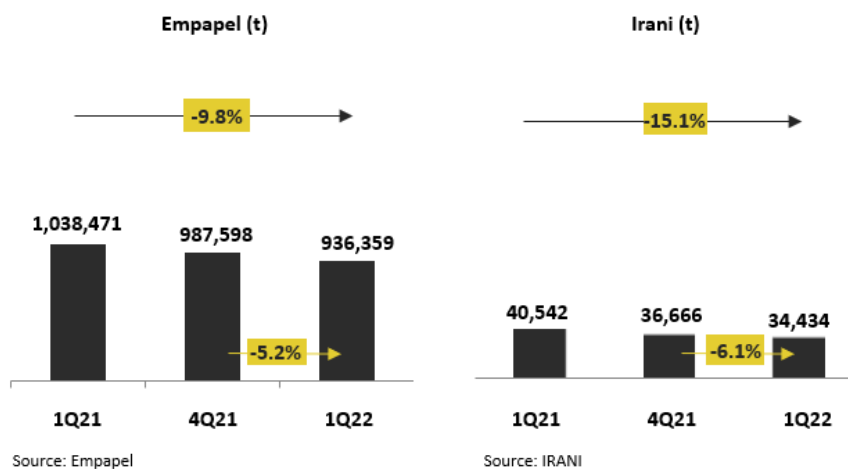 Empapel (t)
-9.8%
1,038,471
987,598
936,359
-5.2%
1Q21
4Q21
1Q22
Source: Empapel
Irani (t)
-15.1%
40,542
36,666
34,434
-6.1%
1Q21
4Q21
1Q22
Source: IRANI